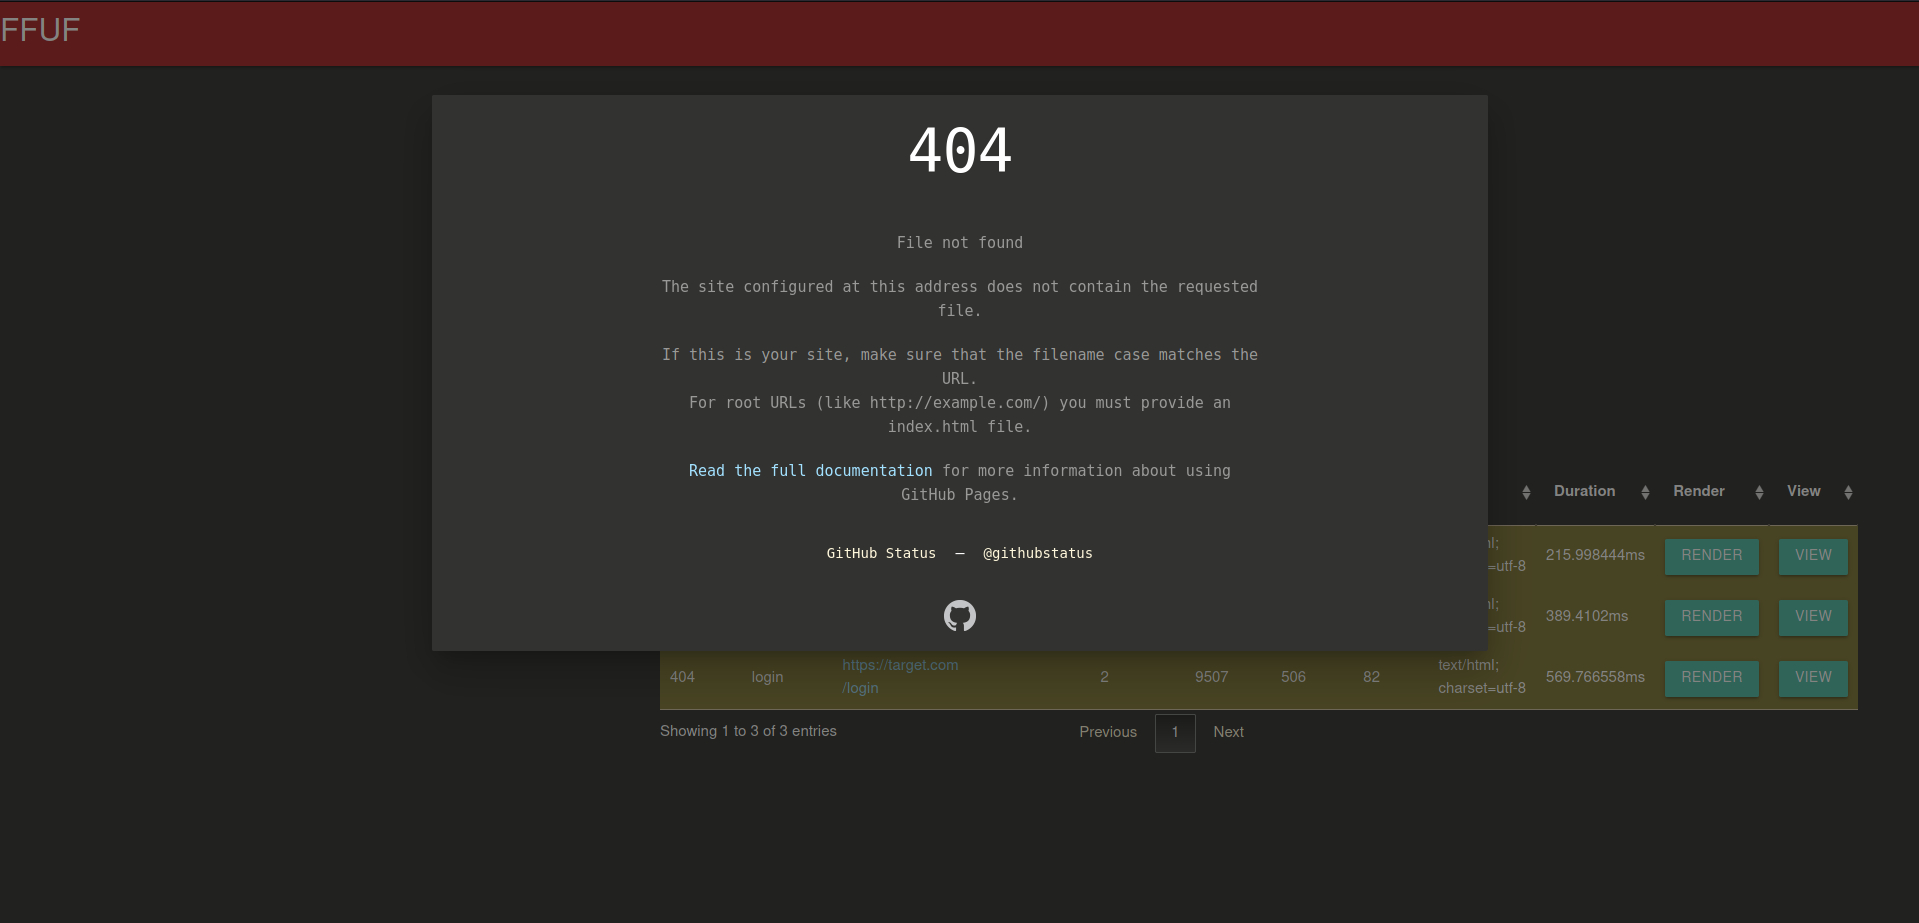 FFUF
404
File not found
The site configured at this address does not contain the requested
file.
If this is your site, make sure that the filename case matches the
URL.
For root URLs (like http://example.com/) you must provide an
index.html file.
Read the full documentation for more information about using
GitHub Pages.
GitHub Status — @githubstatus
Duration Render View
=utf-8 215.998444ms RENDER VIEW
=utf-8 389.4102ms RENDER VIEW
404 login https://target.com
/login 2 9507 506 82 text/html;
charset=utf-8 569.766558ms RENDER VIEW
Showing 1 to 3 of 3 entries Previous 1 Next